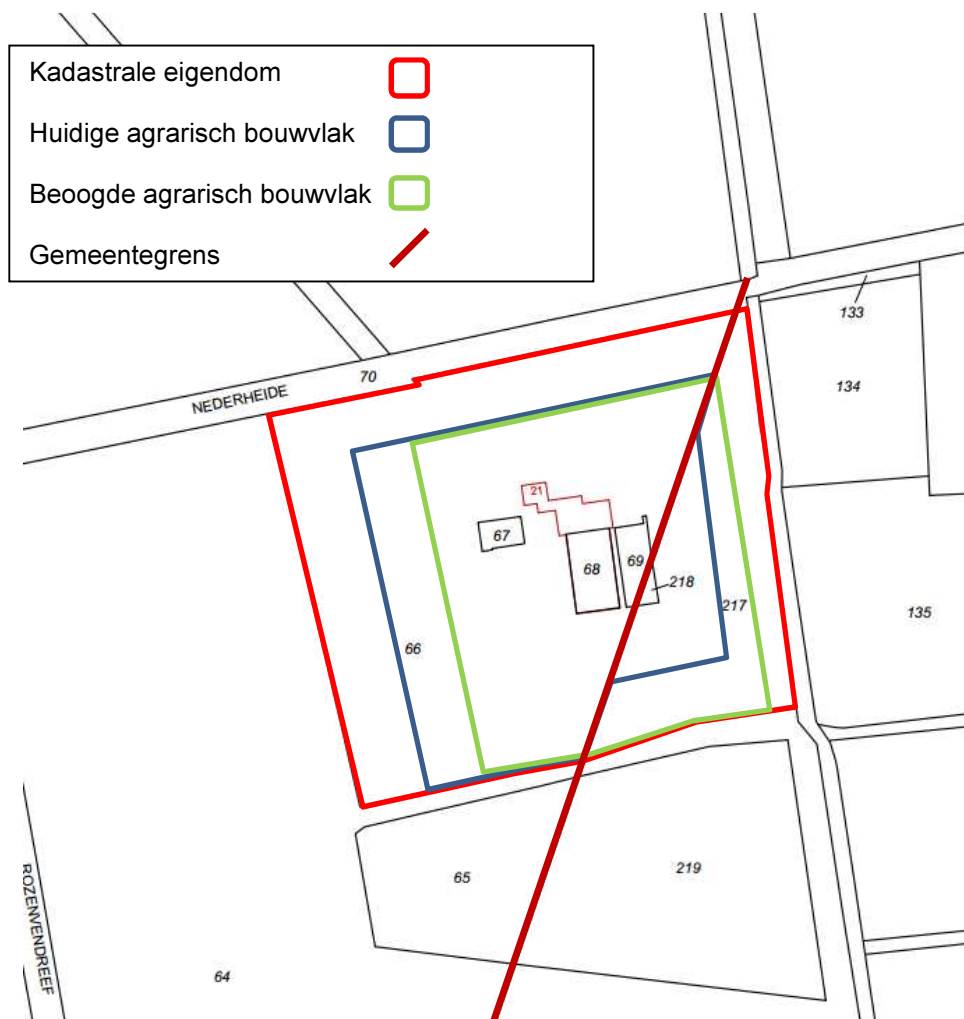 Kadastrale eigendom
Huidige agrarisch bouwvlak
Beoogde agrarisch bouwvlak
Gemeentegrens
133
70
NEDERHEIDE
134
21
67
68
69
218
217
135
66
65
219
ROZENVENDREEF
64